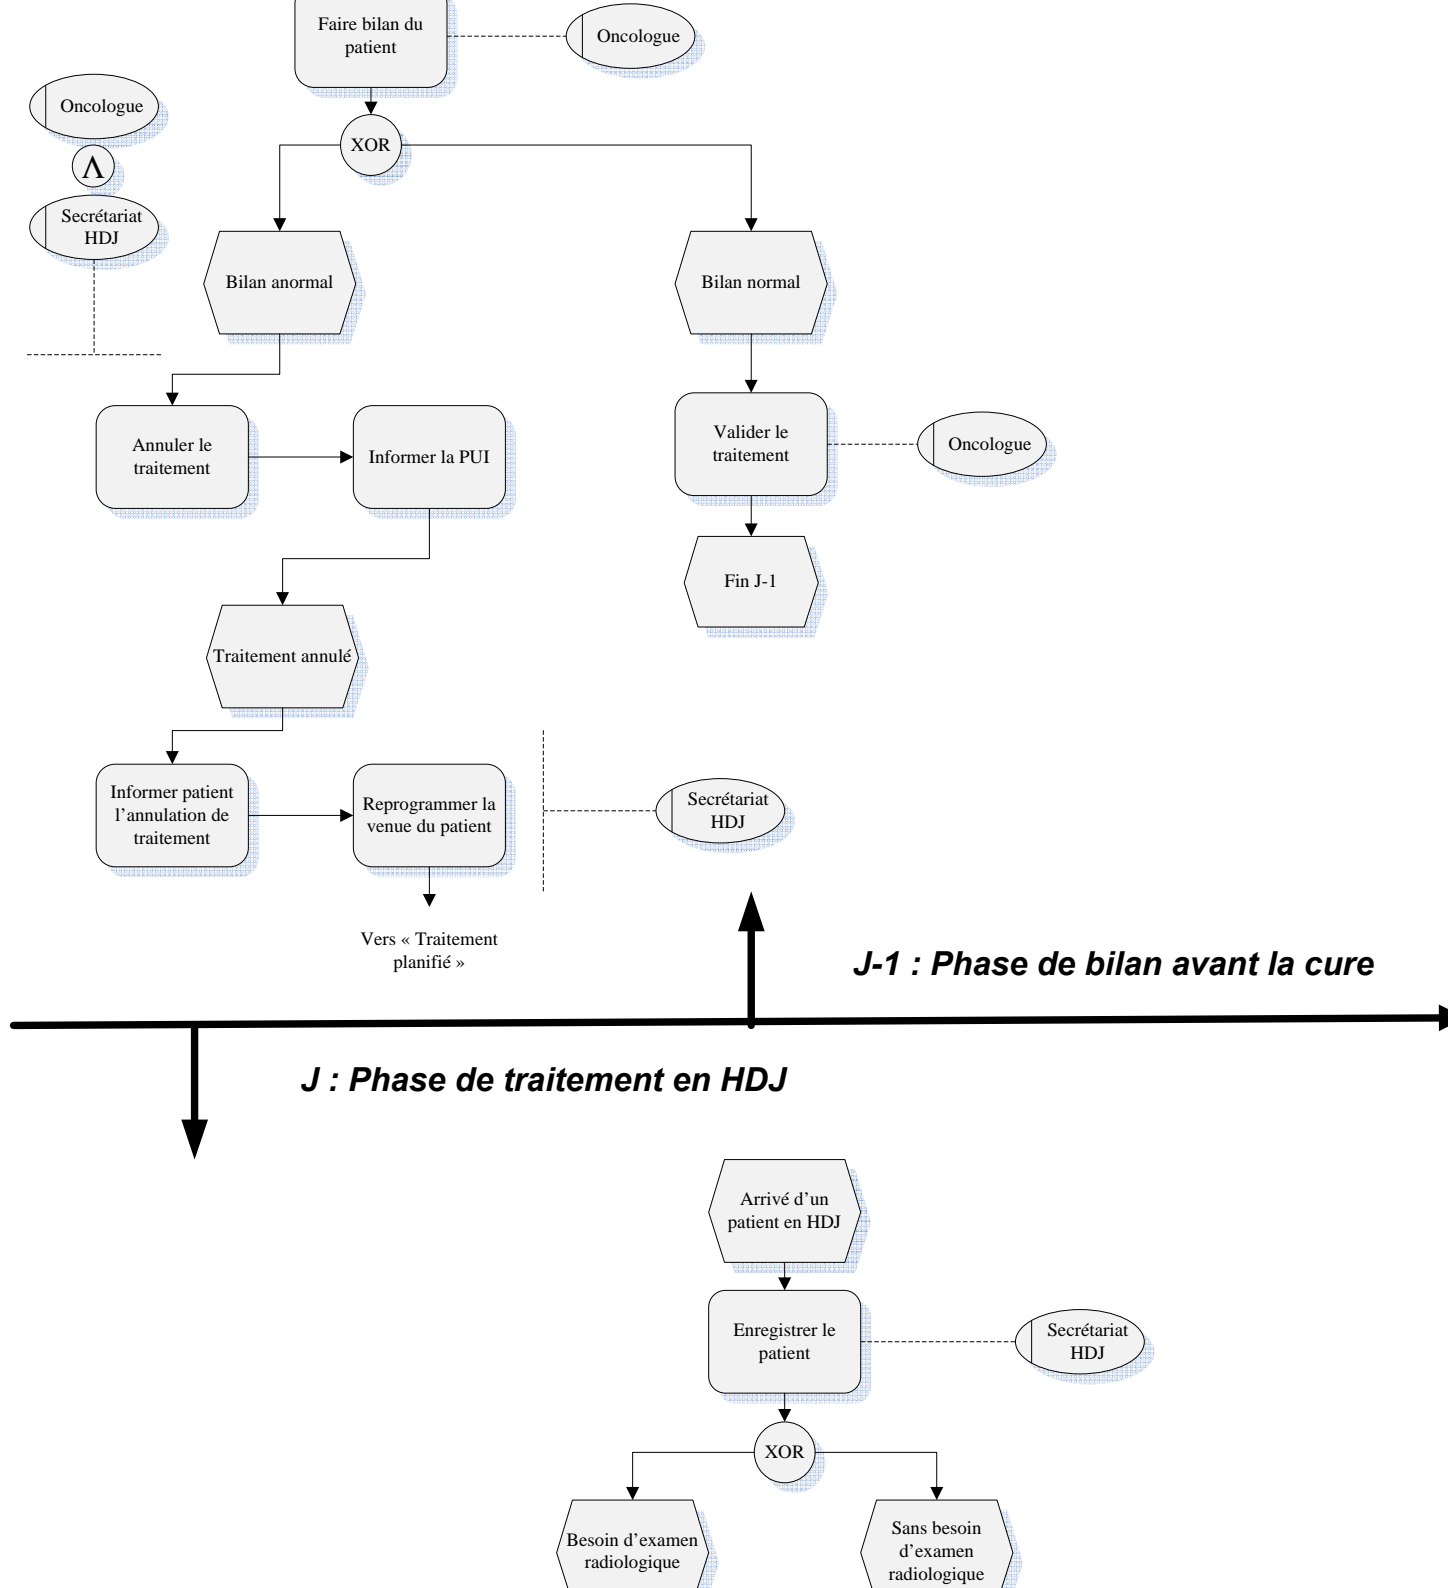 Faire bilan du
patient
Oncologue
Oncologue
XOR
Λ
Secrétariat
HDJ
Bilan anormal
Bilan normal
Annuler le
traitement
Informer la PUI
Valider le
traitement
Oncologue
Fin J-1
Traitement annulé
Informer patient
l’annulation de
traitement
Reprogrammer la
venue du patient
Secrétariat
HDJ
Vers « Traitement
planifié »
J-1 : Phase de bilan avant la cure
J : Phase de traitement en HDJ
Arrivé d’un
patient en HDJ
Enregistrer le
patient
Secrétariat
HDJ
XOR
Besoin d’examen
radiologique
Sans besoin
d’examen
radiologique